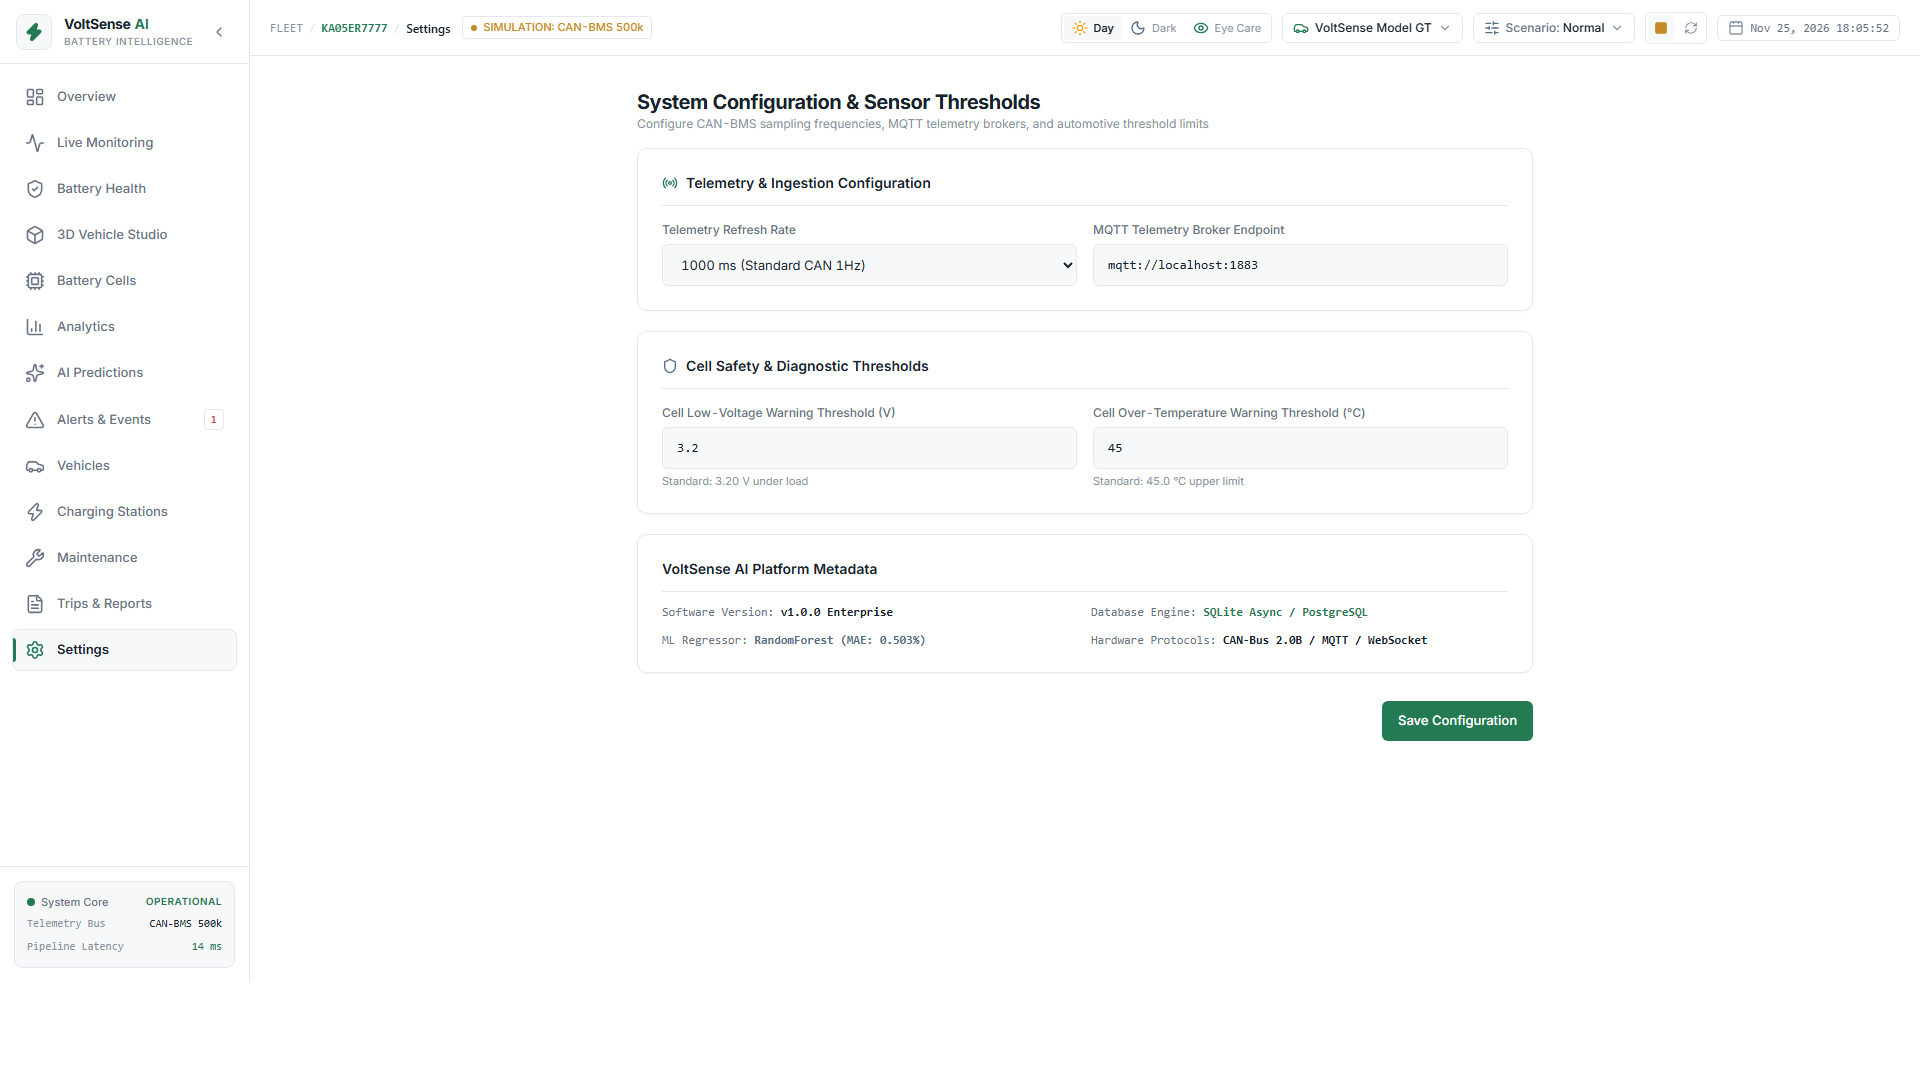 VoltSense AI
BATTERY INTELLIGENCE
Overview
Live Monitoring
Battery Health
3D Vehicle Studio
Battery Cells
Analytics
AI Predictions
Alerts & Events 1
Vehicles
Charging Stations
Maintenance
Trips & Reports
Settings
System Core OPERATIONAL
Telemetry Bus CAN-BMS 500k
Pipeline Latency 14 ms
FLEET / KA05ER7777 / Settings SIMULATION: CAN-BMS 500k Day Dark Eye Care VoltSense Model GT Scenario: Normal Nov 25, 2026 18:05:52
System Configuration & Sensor Thresholds
Configure CAN-BMS sampling frequencies, MQTT telemetry brokers, and automotive threshold limits
Telemetry & Ingestion Configuration
Telemetry Refresh Rate
1000 ms (Standard CAN 1Hz)
MQTT Telemetry Broker Endpoint
mqtt://localhost:1883
Cell Safety & Diagnostic Thresholds
Cell Low-Voltage Warning Threshold (V)
3.2
Standard: 3.20 V under load
Cell Over-Temperature Warning Threshold (°C)
45
Standard: 45.0 °C upper limit
VoltSense AI Platform Metadata
Software Version: v1.0.0 Enterprise
Database Engine: SQLite Async / PostgreSQL
ML Regressor: RandomForest (MAE: 0.503%)
Hardware Protocols: CAN-Bus 2.0B / MQTT / WebSocket
Save Configuration